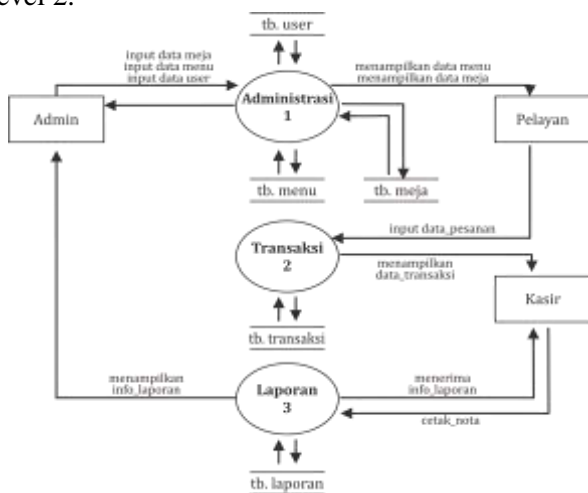 evel 2.
tb. user
input data meja
input data menu
input data user
menampilkan data menu
menampilkan data meja
Admin
Administrasi
1
Pelayan
tb. menu
tb. meja
input data_pesanan
Transaksi
2
menampilkan
data_transaksi
Kasir
tb. transaksi
menampilkan
info_laporan
Laporan
3
menerima
info_laporan
cetak_nota
tb. laporan